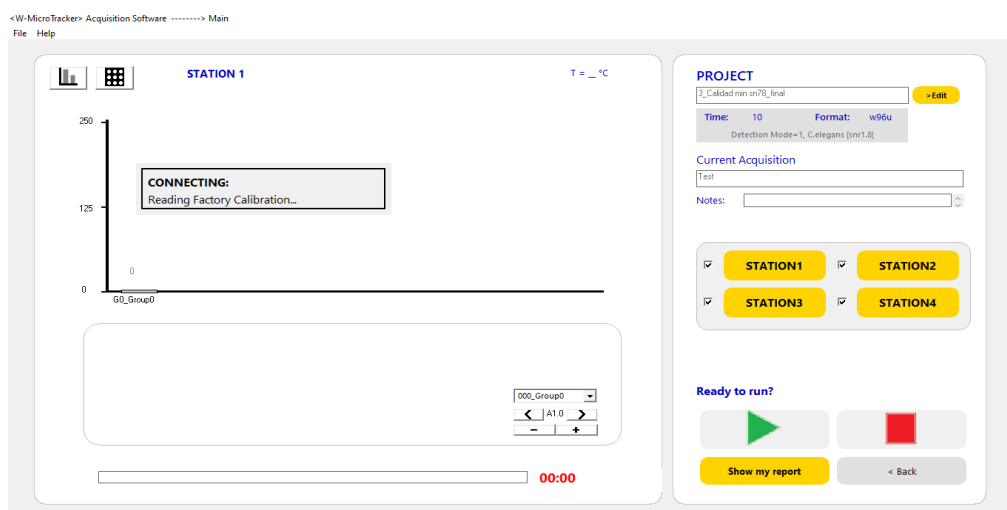 <W-MicroTracker> Acquisition Software --------> Main
File Help
STATION 1
T = _ °C
250
125
0
0
G0_Group0
CONNECTING:
Reading Factory Calibration...
000_Group0
A1.0
− +
00:00
PROJECT
3_Calidad min sn78_final
>Edit
Time: 10 Format: w96u
Detection Mode=1, C.elegans [snr1.8]
Current Acquisition
Test
Notes:
STATION1 STATION2
STATION3 STATION4
Ready to run?
Show my report
< Back